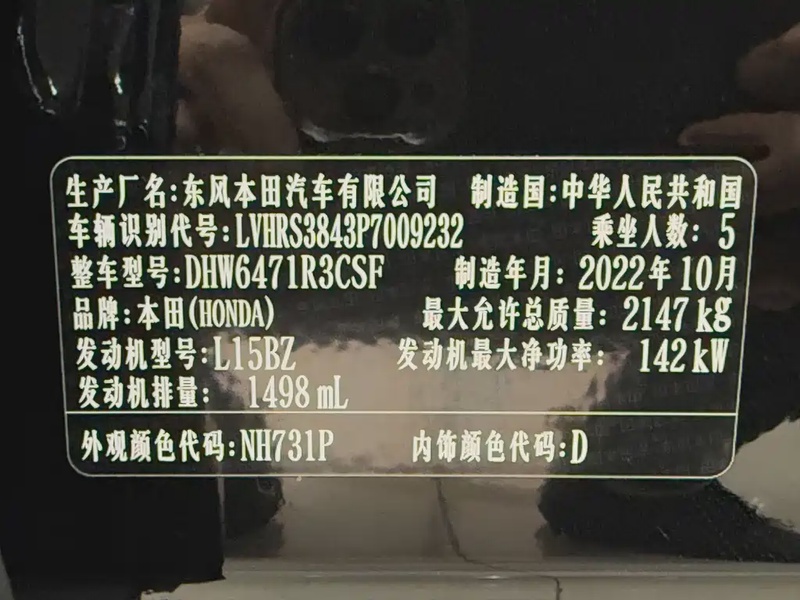 生产厂名:东风本田汽车有限公司 制造国:中华人民共和国
车辆识别代号:LVHRS3843P7009232 乘坐人数: 5
整车型号:DHW6471R3CSF 制造年月: 2022年10月
品牌:本田(HONDA) 最大允许总质量: 2147kg
发动机型号:L15BZ 发动机最大净功率: 142kW
发动机排量: 1498mL
外观颜色代码:NH731P 内饰颜色代码:D